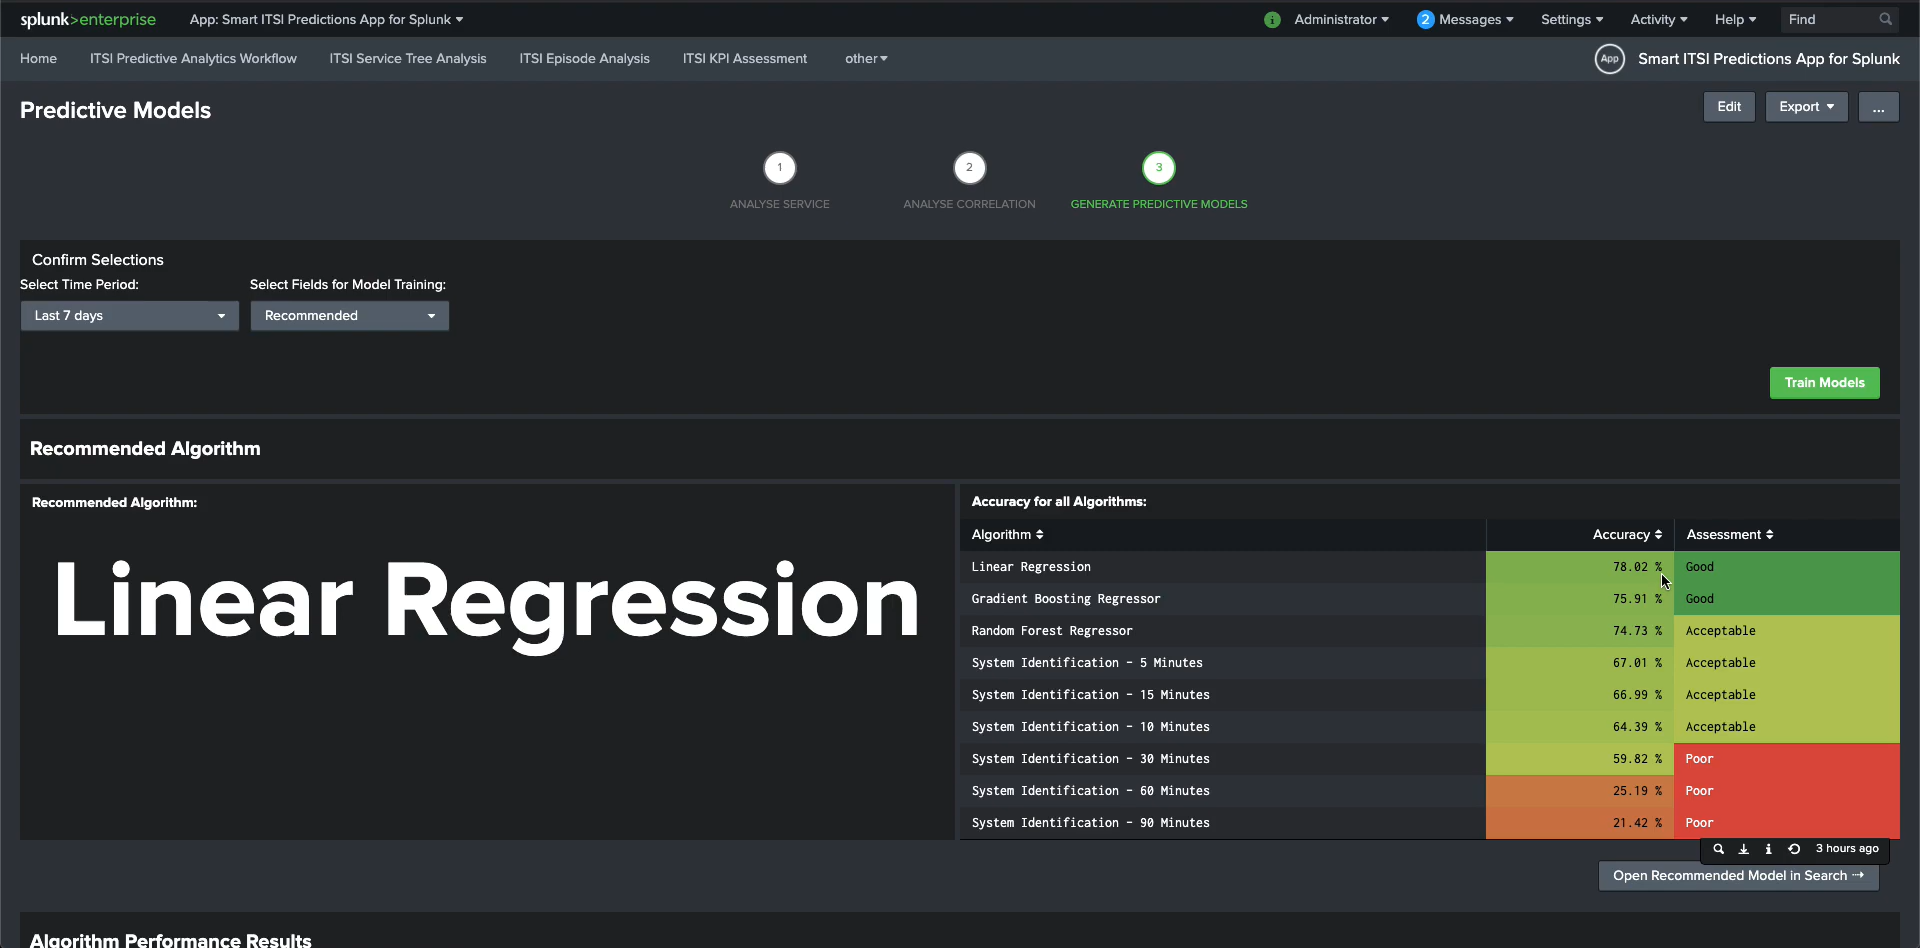 splunk>enterprise App: Smart ITSI Predictions App for Splunk i Administrator 2 Messages Settings Activity Help Find
Home ITSI Predictive Analytics Workflow ITSI Service Tree Analysis ITSI Episode Analysis ITSI KPI Assessment other App Smart ITSI Predictions App for Splunk
Predictive Models Edit Export ...
1 2 3
ANALYSE SERVICE ANALYSE CORRELATION GENERATE PREDICTIVE MODELS
Confirm Selections
Select Time Period: Select Fields for Model Training:
Last 7 days Recommended
Train Models
Recommended Algorithm
Recommended Algorithm:
Linear Regression
Accuracy for all Algorithms:
Algorithm Accuracy Assessment
Linear Regression 78.02 % Good
Gradient Boosting Regressor 75.91 % Good
Random Forest Regressor 74.73 % Acceptable
System Identification - 5 Minutes 67.01 % Acceptable
System Identification - 15 Minutes 66.99 % Acceptable
System Identification - 10 Minutes 64.39 % Acceptable
System Identification - 30 Minutes 59.82 % Poor
System Identification - 60 Minutes 25.19 % Poor
System Identification - 90 Minutes 21.42 % Poor
i 3 hours ago
Open Recommended Model in Search →
Algorithm Performance Results